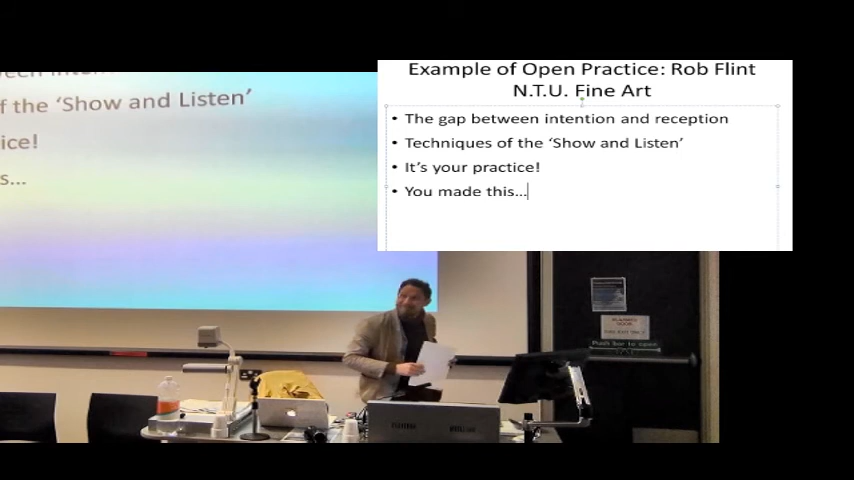 Example of Open Practice: Rob Flint
N.T.U. Fine Art
• The gap between intention and reception
• Techniques of the ‘Show and Listen’
• It’s your practice!
• You made this...
f the ‘Show and Listen’
ice!
s...
Push bar to open